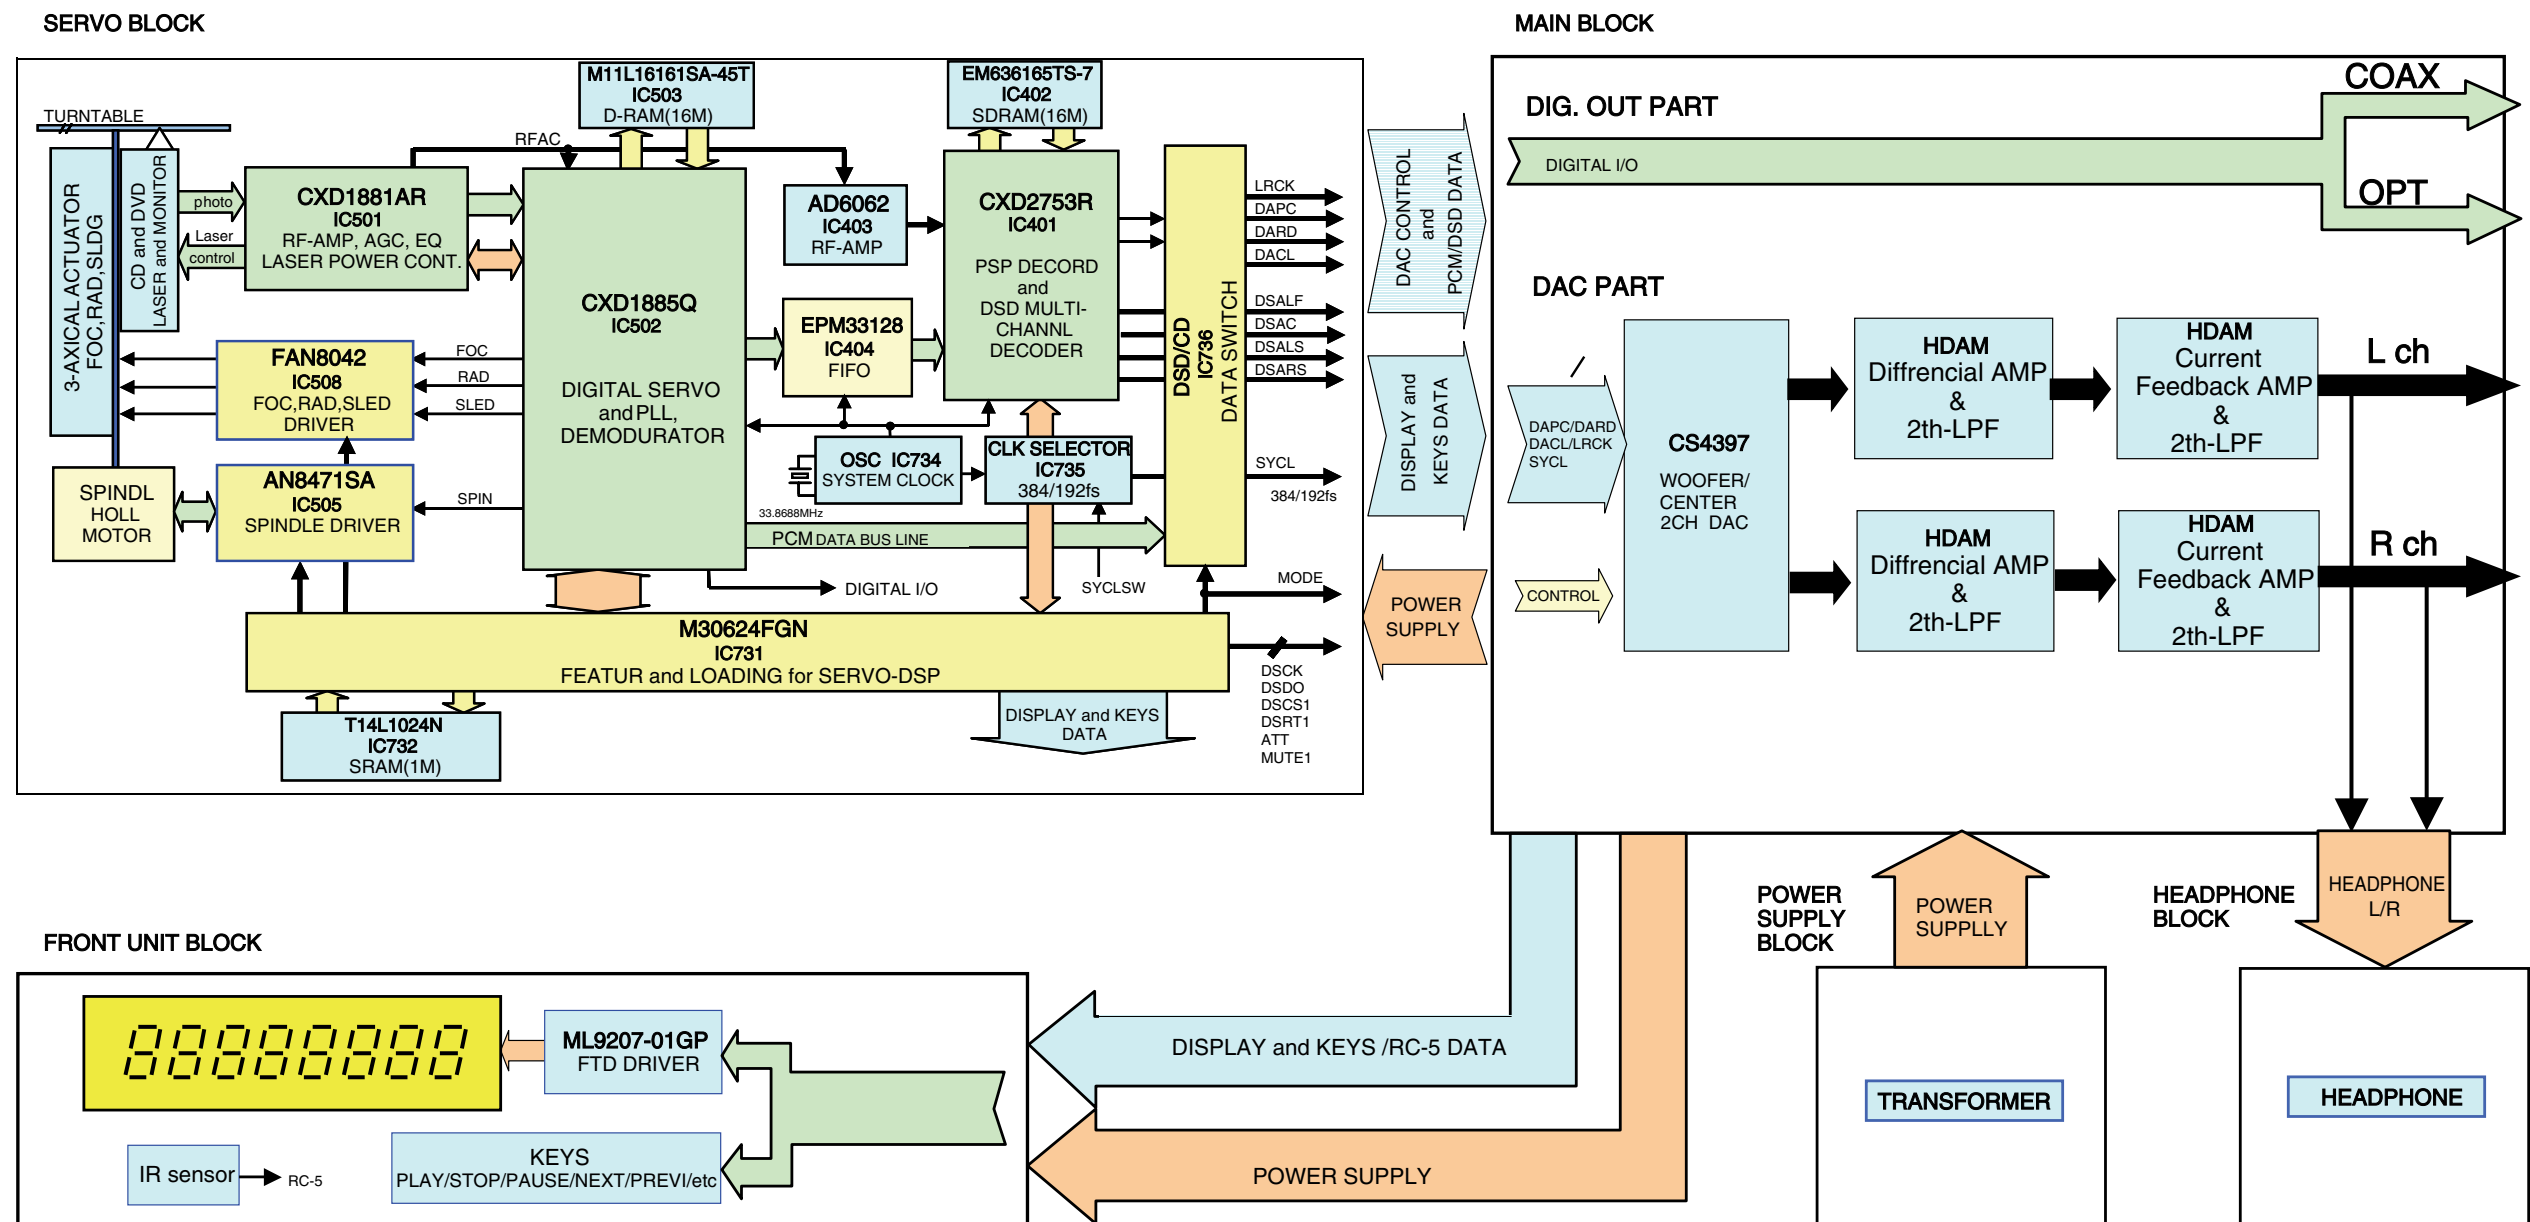 SERVO BLOCK
TURNTABLE
3-AXICAL ACTUATOR
FOC,RAD,SLDG
CD and DVD
LASER and MONITOR
photo
Laser
control
CXD1881AR
IC501
RF-AMP, AGC, EQ
LASER POWER CONT.
RFAC
M11L16161SA-45T
IC503
D-RAM(16M)
EM636165TS-7
IC402
SDRAM(16M)
AD6062
IC403
RF-AMP
CXD2753R
IC401
PSP DECORD
and
DSD MULTI-
CHANNL
DECODER
CXD1885Q
IC502
DIGITAL SERVO
and PLL,
DEMODURATOR
EPM33128
IC404
FIFO
FAN8042
IC508
FOC,RAD,SLED
DRIVER
FOC
RAD
SLED
SPINDL
HOLL
MOTOR
AN8471SA
IC505
SPINDLE DRIVER
SPIN
OSC IC734
SYSTEM CLOCK
33.8688MHz
CLK SELECTOR
IC735
384/192fs
PCM DATA BUS LINE
SYCLSW
DIGITAL I/O
DSD/CD
IC736
DATA SWITCH
LRCK
DAPC
DARD
DACL
DSALF
DSAC
DSALS
DSARS
SYCL
384/192fs
MODE
M30624FGN
IC731
FEATUR and LOADING for SERVO-DSP
DSCK
DSDO
DSCS1
DSRT1
ATT
MUTE1
T14L1024N
IC732
SRAM(1M)
DISPLAY and KEYS
DATA
DAC CONTROL
and
PCM/DSD DATA
DISPLAY and
KEYS DATA
POWER
SUPPLY
MAIN BLOCK
DIG. OUT PART
DIGITAL I/O
COAX
OPT
DAC PART
DAPC/DARD
DACL/LRCK
SYCL
CONTROL
CS4397
WOOFER/
CENTER
2CH DAC
HDAM
Diffrencial AMP
&
2th-LPF
HDAM
Current
Feedback AMP
&
2th-LPF
L ch
HDAM
Diffrencial AMP
&
2th-LPF
HDAM
Current
Feedback AMP
&
2th-LPF
R ch
FRONT UNIT BLOCK
88888888
ML9207-01GP
FTD DRIVER
IR sensor
RC-5
KEYS
PLAY/STOP/PAUSE/NEXT/PREVI/etc
DISPLAY and KEYS /RC-5 DATA
POWER SUPPLY
POWER
SUPPLY
BLOCK
POWER
SUPPLLY
TRANSFORMER
HEADPHONE
BLOCK
HEADPHONE
L/R
HEADPHONE